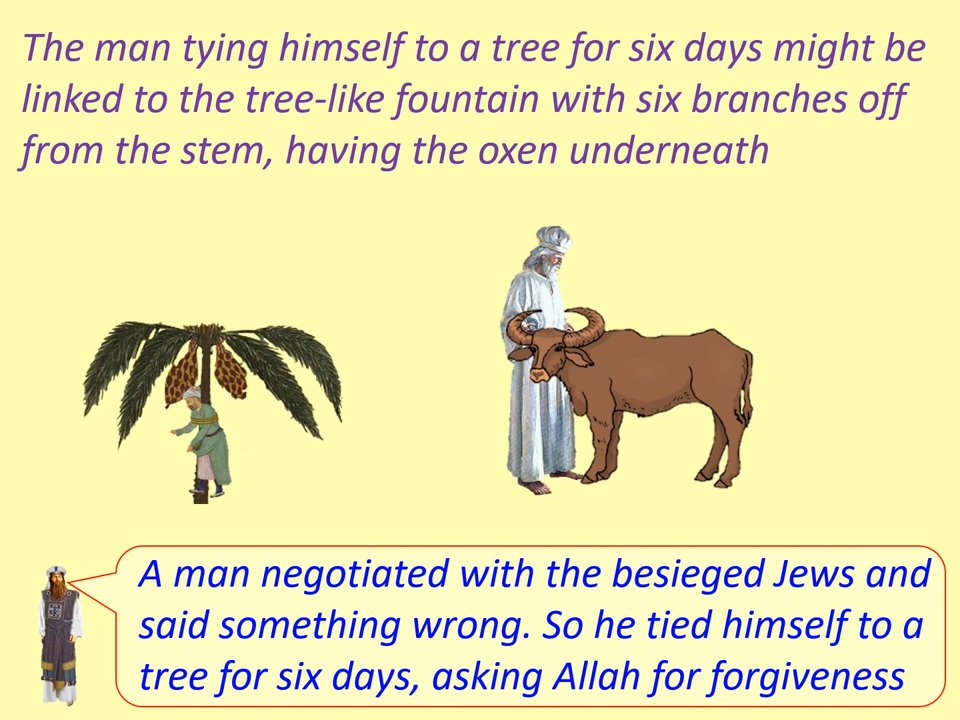 The man tying himself to a tree for six days might be
linked to the tree-like fountain with six branches off
from the stem, having the oxen underneath
A man negotiated with the besieged Jews and
said something wrong. So he tied himself to a
tree for six days, asking Allah for forgiveness